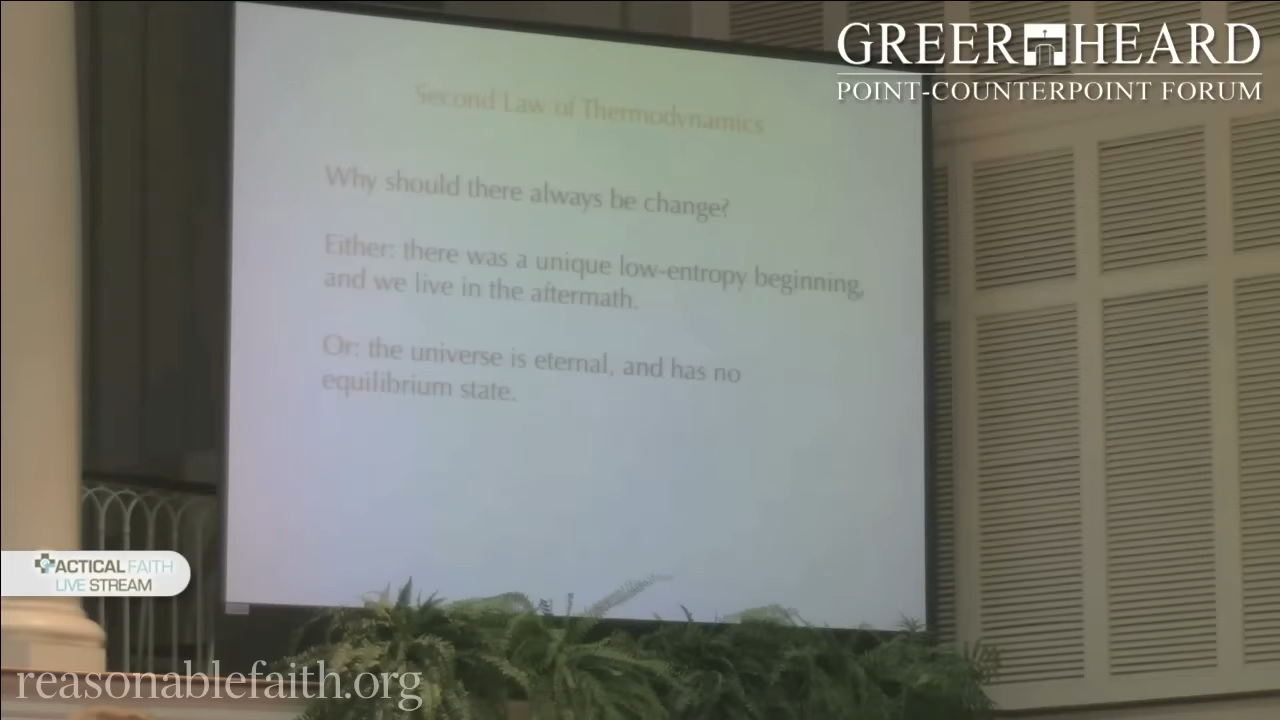 GREER HEARD
POINT-COUNTERPOINT FORUM
Second Law of Thermodynamics
Why should there always be change?
Either: there was a unique low-entropy beginning,
and we live in the aftermath.
Or: the universe is eternal, and has no
equilibrium state.
TACTICAL FAITH
LIVE STREAM
reasonablefaith.org